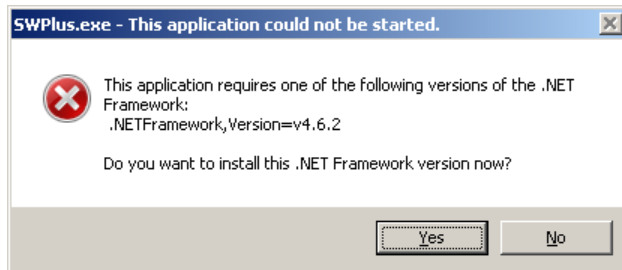 SWPlus.exe - This application could not be started.
This application requires one of the following versions of the .NET
Framework:
.NETFramework,Version=v4.6.2
Do you want to install this .NET Framework version now?
Yes
No